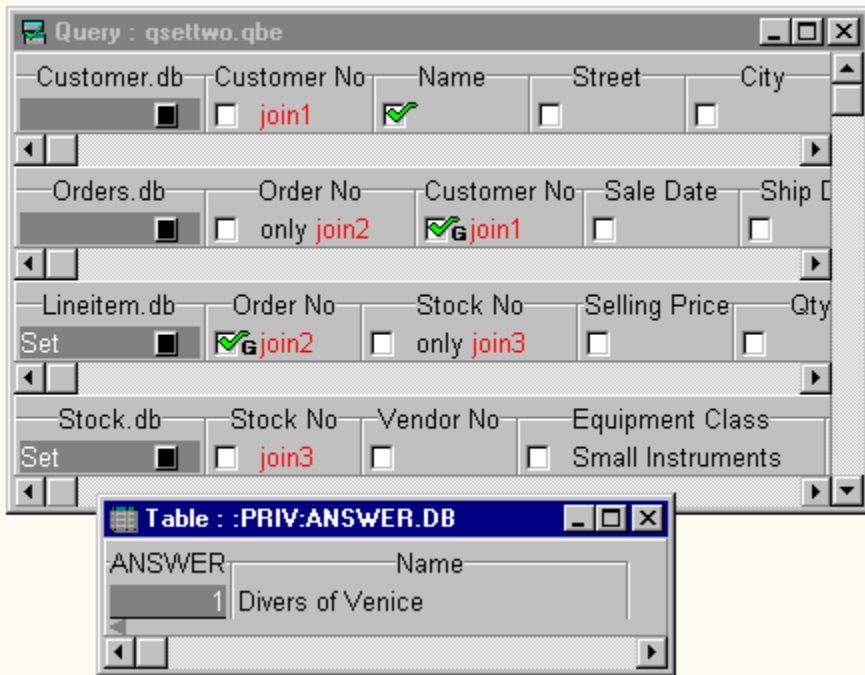 Query : qsettwo.qbe
Customer.db Customer No Name Street City
join1
Orders.db Order No Customer No Sale Date Ship D
only join2 G join1
Lineitem.db Order No Stock No Selling Price Qty
Set G join2 only join3
Stock.db Stock No Vendor No Equipment Class
Set join3 Small Instruments
Table : :PRIV:ANSWER.DB
ANSWER Name
1 Divers of Venice